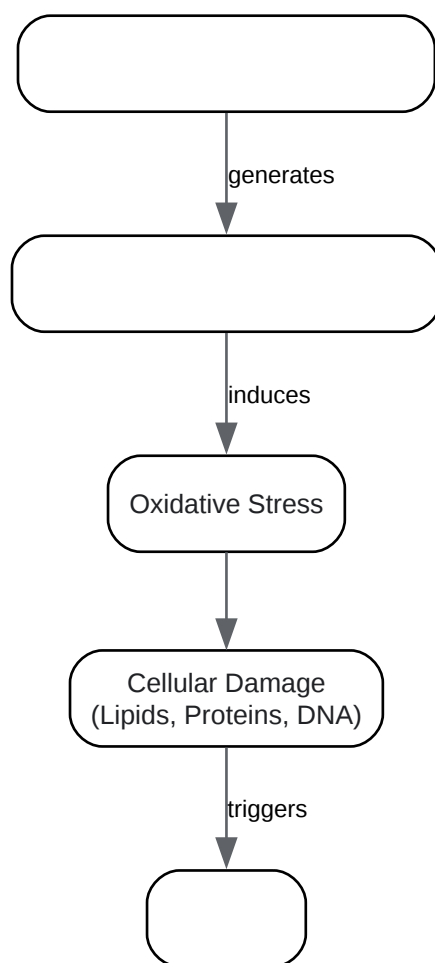 generates
induces
Oxidative Stress
Cellular Damage
(Lipids, Proteins, DNA)
triggers